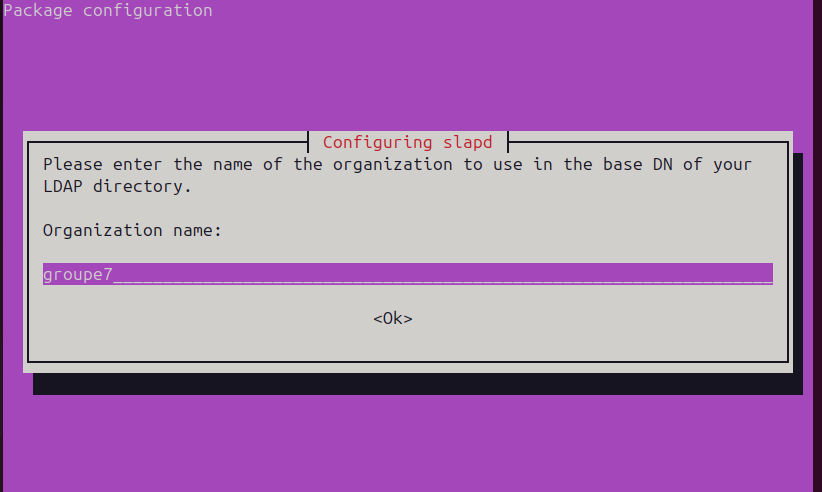 Package configuration
Configuring slapd
Please enter the name of the organization to use in the base DN of your
LDAP directory.
Organization name:
groupe7
<Ok>